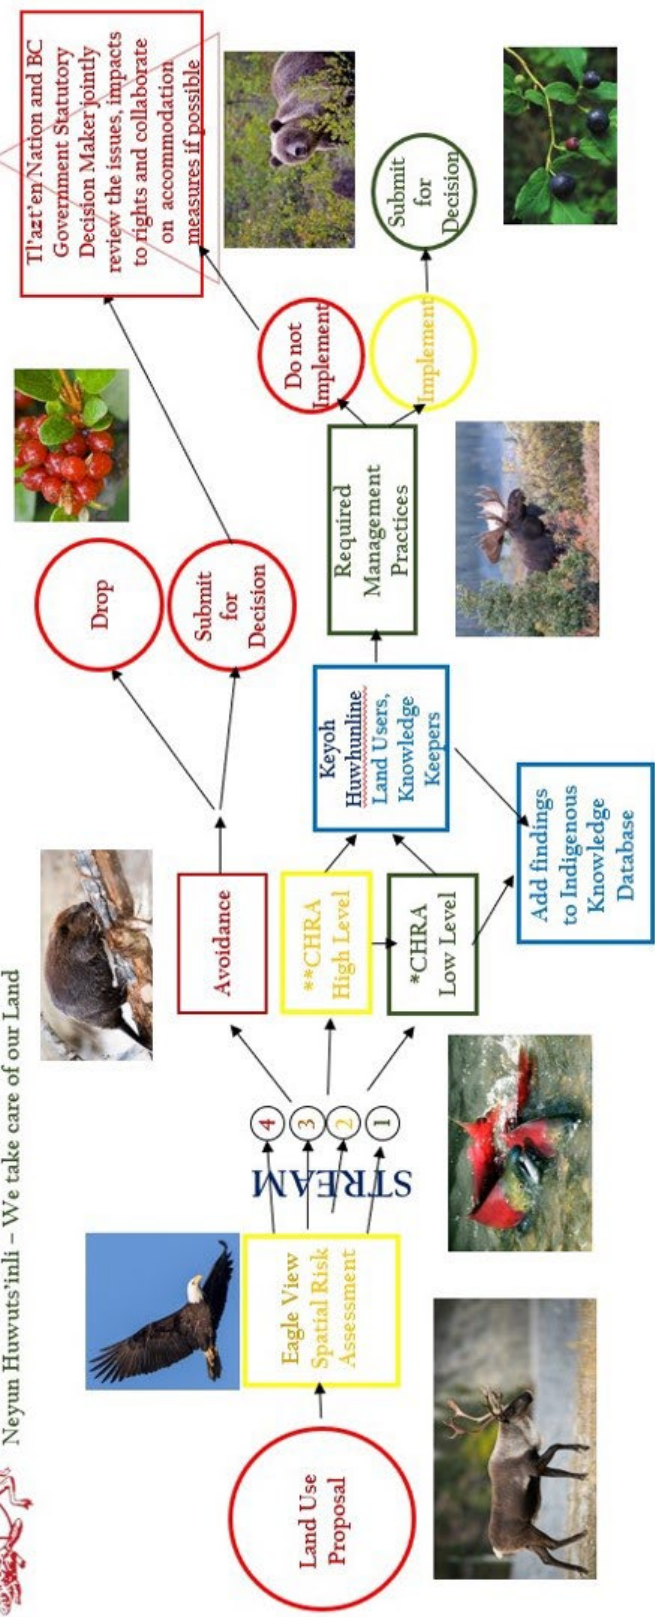 Neyun Huwuts'inli – We take care of our Land
Land Use
Proposal
Eagle View
Spatial Risk
Assessment
STREAM
4
3
2
1
Avoidance
**CHRA
High Level
*CHRA
Low Level
Drop
Submit
for
Decision
Keyoh
Huwhunline
Land Users,
Knowledge
Keepers
Add findings
to Indigenous
Knowledge
Database
Required
Management
Practices
Do not
Implement
Implement
Submit
for
Decision
Tl'azt'en Nation and BC
Government Statutory
Decision Maker jointly
review the issues, impacts
to rights and collaborate
on accommodation
measures if possible